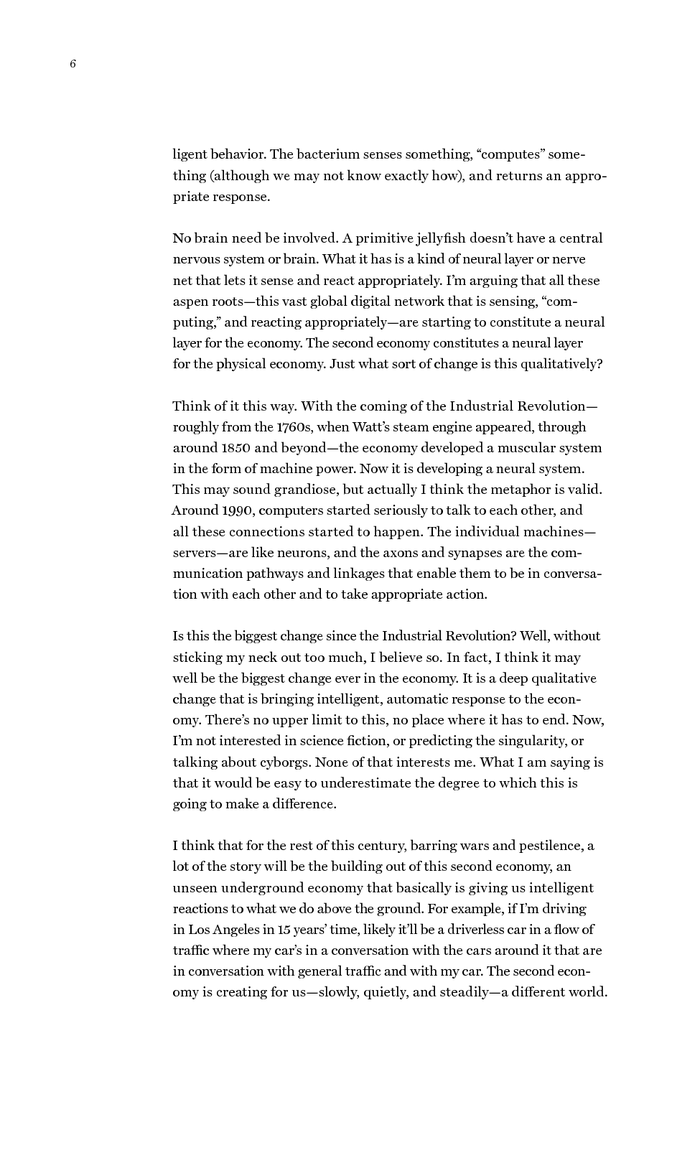 6
ligent behavior. The bacterium senses something, “computes” some-
thing (although we may not know exactly how), and returns an appro-
priate response.
No brain need be involved. A primitive jellyfish doesn’t have a central
nervous system or brain. What it has is a kind of neural layer or nerve
net that lets it sense and react appropriately. I’m arguing that all these
aspen roots—this vast global digital network that is sensing, “com-
puting,” and reacting appropriately—are starting to constitute a neural
layer for the economy. The second economy constitutes a neural layer
for the physical economy. Just what sort of change is this qualitatively?
Think of it this way. With the coming of the Industrial Revolution—
roughly from the 1760s, when Watt’s steam engine appeared, through
around 1850 and beyond—the economy developed a muscular system
in the form of machine power. Now it is developing a neural system.
This may sound grandiose, but actually I think the metaphor is valid.
Around 1990, computers started seriously to talk to each other, and
all these connections started to happen. The individual machines—
servers—are like neurons, and the axons and synapses are the com-
munication pathways and linkages that enable them to be in conversa-
tion with each other and to take appropriate action.
Is this the biggest change since the Industrial Revolution? Well, without
sticking my neck out too much, I believe so. In fact, I think it may
well be the biggest change ever in the economy. It is a deep qualitative
change that is bringing intelligent, automatic response to the econ-
omy. There’s no upper limit to this, no place where it has to end. Now,
I’m not interested in science fiction, or predicting the singularity, or
talking about cyborgs. None of that interests me. What I am saying is
that it would be easy to underestimate the degree to which this is
going to make a difference.
I think that for the rest of this century, barring wars and pestilence, a
lot of the story will be the building out of this second economy, an
unseen underground economy that basically is giving us intelligent
reactions to what we do above the ground. For example, if I’m driving
in Los Angeles in 15 years’ time, likely it’ll be a driverless car in a flow of
traffic where my car’s in a conversation with the cars around it that are
in conversation with general traffic and with my car. The second econ-
omy is creating for us—slowly, quietly, and steadily—a different world.